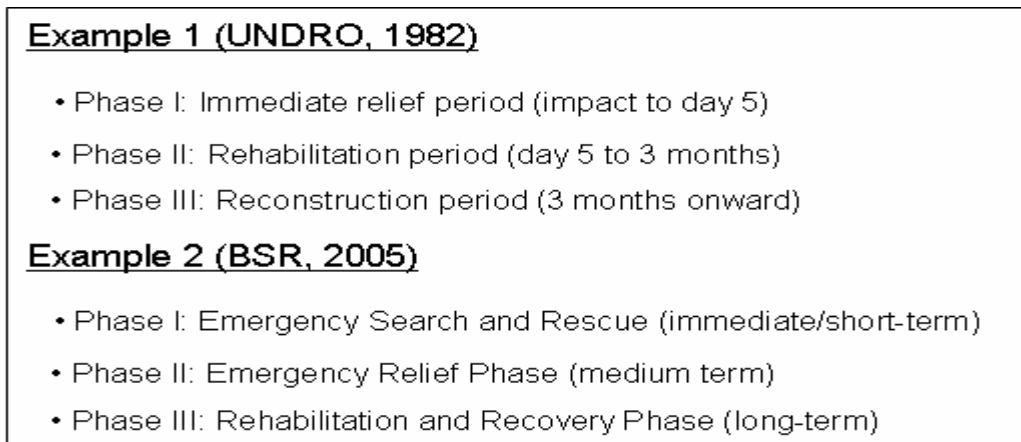 Example 1 (UNDRO, 1982)
• Phase I: Immediate relief period (impact to day 5)
• Phase II: Rehabilitation period (day 5 to 3 months)
• Phase III: Reconstruction period (3 months onward)
Example 2 (BSR, 2005)
• Phase I: Emergency Search and Rescue (immediate/short-term)
• Phase II: Emergency Relief Phase (medium term)
• Phase III: Rehabilitation and Recovery Phase (long-term)